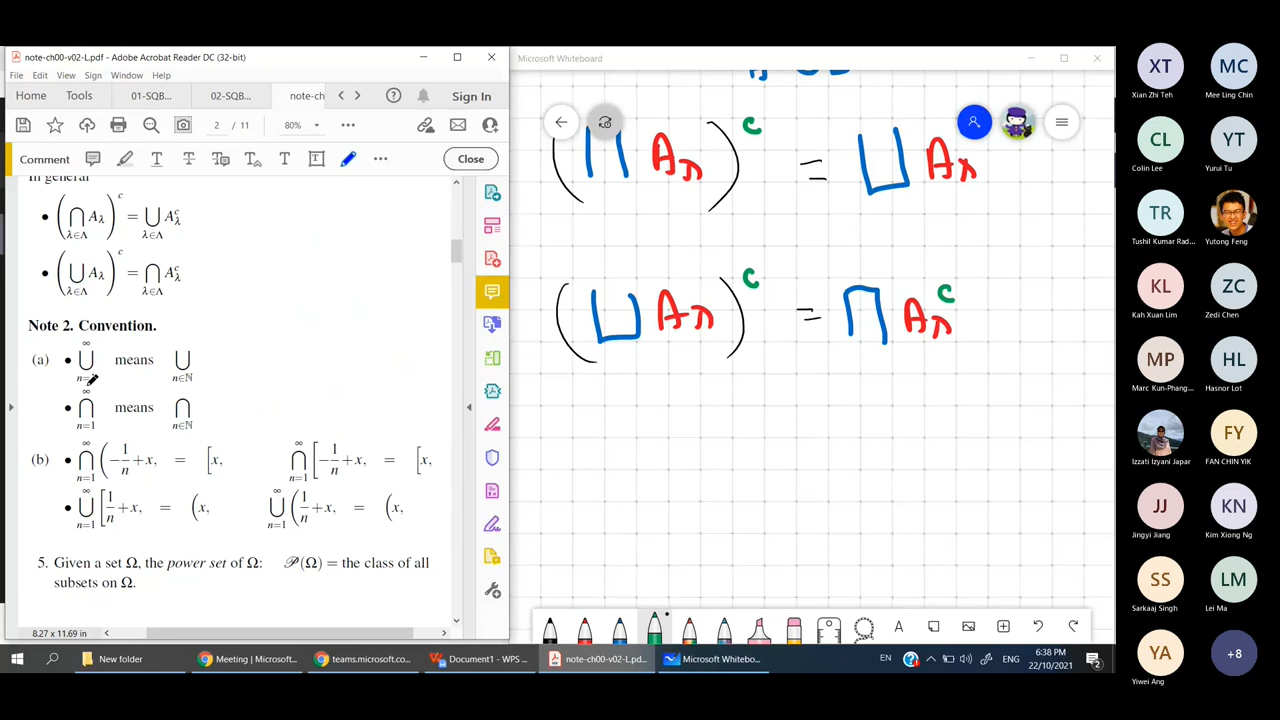 note-ch00-v02-L.pdf - Adobe Acrobat Reader DC (32-bit)
File Edit View Sign Window Help
Home Tools 01-SQB... 02-SQB... note-ch Sign In
2 / 11 80%
Comment Close
In general
• (⋂_{λ∈Λ} A_λ)^c = ⋃_{λ∈Λ} A_λ^c
• (⋃_{λ∈Λ} A_λ)^c = ⋂_{λ∈Λ} A_λ^c
Note 2. Convention.
(a) • ⋃_{n=1}^∞ means ⋃_{n∈ℕ}
• ⋂_{n=1}^∞ means ⋂_{n∈ℕ}
(b) • ⋂_{n=1}^∞ (-1/n + x, = [x, ⋂_{n=1}^∞ [-1/n + x, = [x,
• ⋃_{n=1}^∞ [1/n + x, = (x, ⋃_{n=1}^∞ (1/n + x, = (x,
5. Given a set Ω, the power set of Ω: 𝒫(Ω) = the class of all
subsets on Ω.
8.27 x 11.69 in
Microsoft Whiteboard
(⋂ A_λ)^c = ⋃ A_λ
(⋃ A_λ)^c = ⋂ A_λ^c
XT
Xian Zhi Teh
MC
Mee Ling Chin
CL
Colin Lee
YT
Yurui Tu
TR
Tushil Kumar Rad...
Yutong Feng
KL
Kah Xuan Lim
ZC
Zedi Chen
MP
Marc Kun-Phang...
HL
Hasnor Lot
Izzati Izyani Japar
FY
FAN CHIN YIK
JJ
Jingyi Jiang
KN
Kim Xiong Ng
SS
Sarkaaj Singh
LM
Lei Ma
YA
Yiwei Ang
+8
New folder
Meeting | Microsoft...
teams.microsoft.co...
Document1 - WPS ...
note-ch00-v02-L.pd...
Microsoft Whitebo...
EN
ENG
6:38 PM
22/10/2021
2